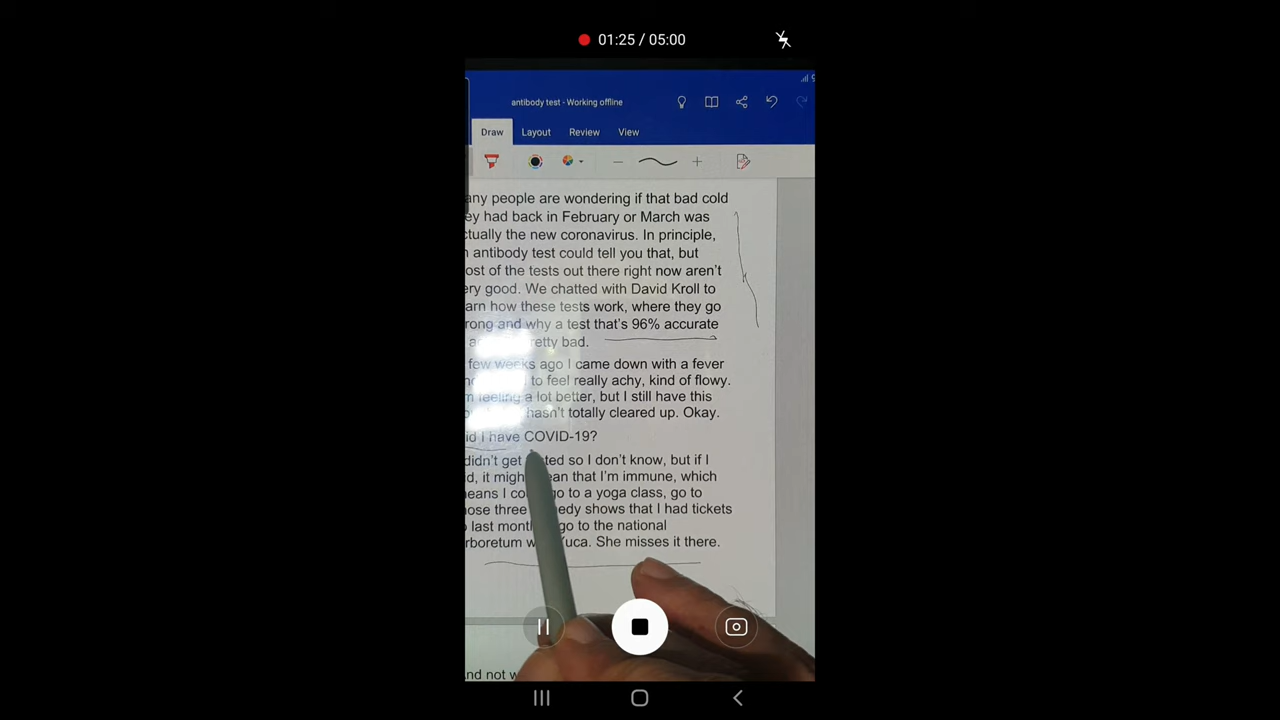 01:25 / 05:00
antibody test - Working offline
Draw Layout Review View
any people are wondering if that bad cold
ey had back in February or March was
ctually the new coronavirus. In principle,
n antibody test could tell you that, but
ost of the tests out there right now aren't
ery good. We chatted with David Kroll to
arn how these tests work, where they go
rong and why a test that's 96% accurate
retty bad.
few weeks ago I came down with a fever
to feel really achy, kind of flowy.
m feeling a lot better, but I still have this
hasn't totally cleared up. Okay.
id I have COVID-19?
didn't get ted so I don't know, but if I
d, it migh ean that I'm immune, which
eans I co go to a yoga class, go to
ose three edy shows that I had tickets
o last month go to the national
rboretum w Yuca. She misses it there.
And not w